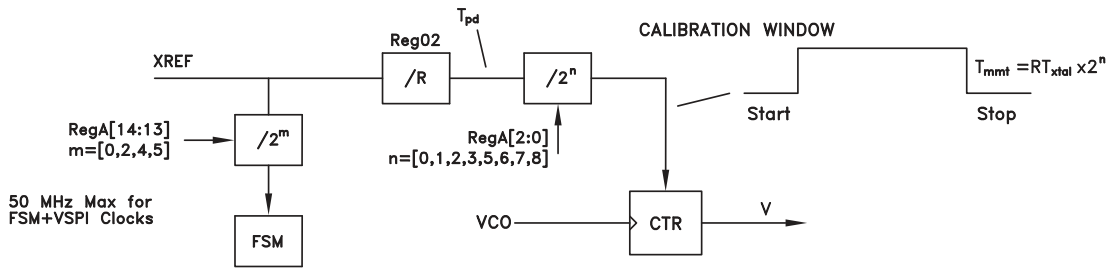 T_pd
CALIBRATION WINDOW
Reg02
XREF
/R
/2^n
T_mmt = RT_xtal x2^n
Start
Stop
RegA[14:13]
m=[0,2,4,5]
/2^m
RegA[2:0]
n=[0,1,2,3,5,6,7,8]
50 MHz Max for
FSM+VSPI Clocks
FSM
VCO
CTR
V